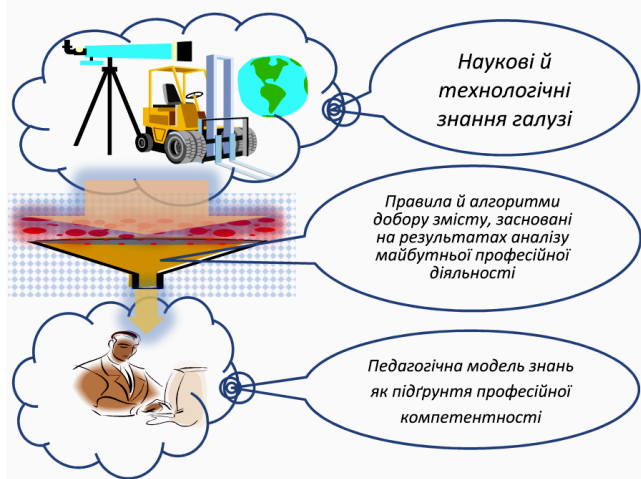 Наукові й
технологічні
знання галузі
Правила й алгоритми
добору змісту, засновані
на результатах аналізу
майбутньої професійної
діяльності
Педагогічна модель знань
як підґрунтя професійної
компетентності